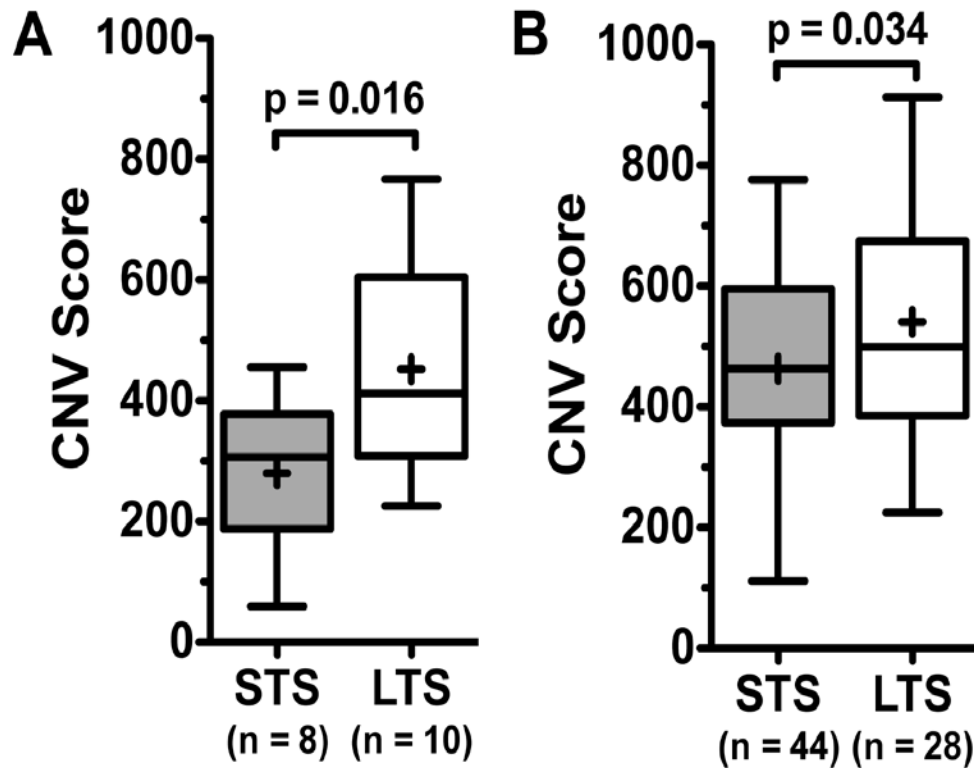 A
CNV Score
1000
800
600
400
200
0
p = 0.016
STS
LTS
(n = 8)
(n = 10)
B
CNV Score
1000
800
600
400
200
0
p = 0.034
STS
LTS
(n = 44)
(n = 28)